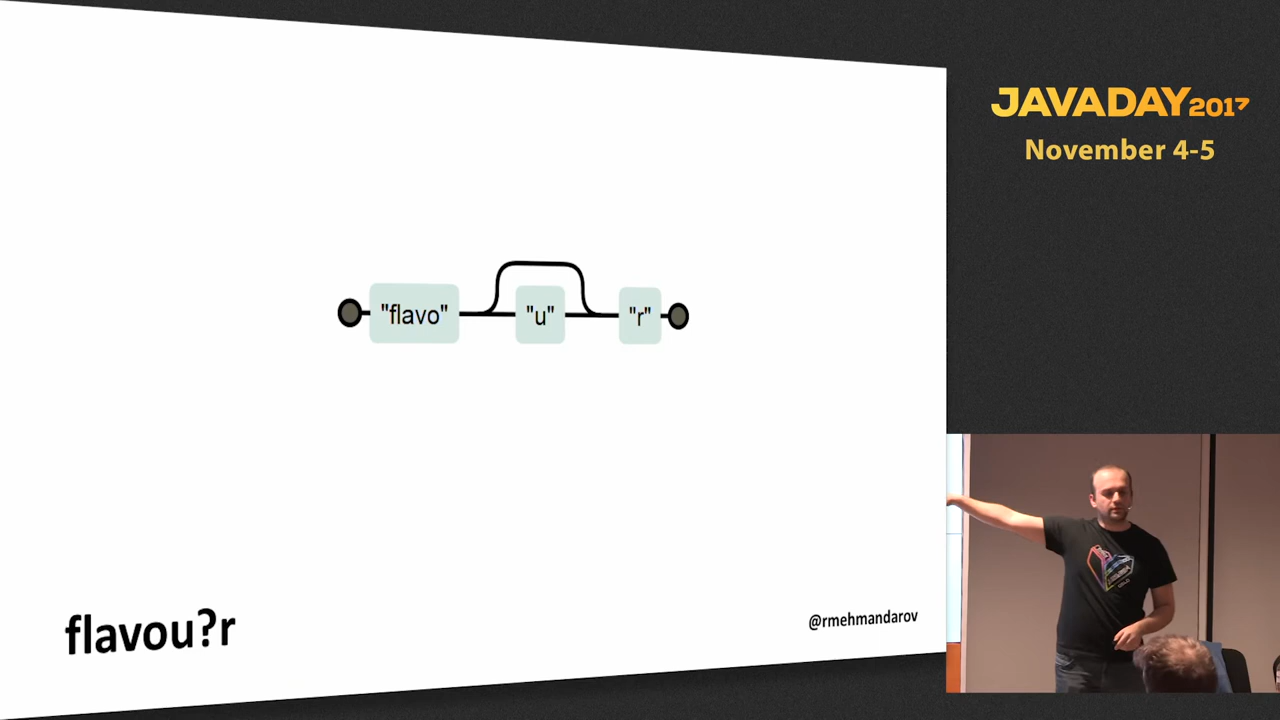 "flavo" "u" "r"
flavou?r
@rmehmandarov
JAVADAY2017
November 4-5